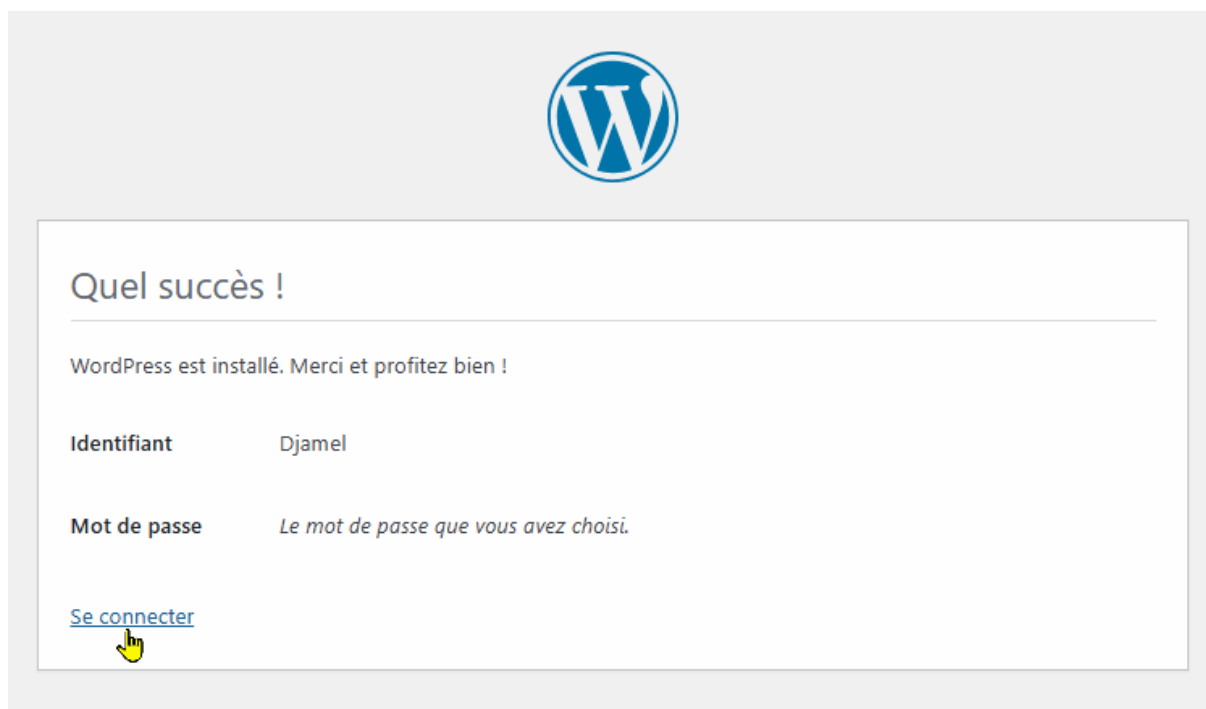 Quel succès !
WordPress est installé. Merci et profitez bien !
Identifiant Djamel
Mot de passe Le mot de passe que vous avez choisi.
Se connecter